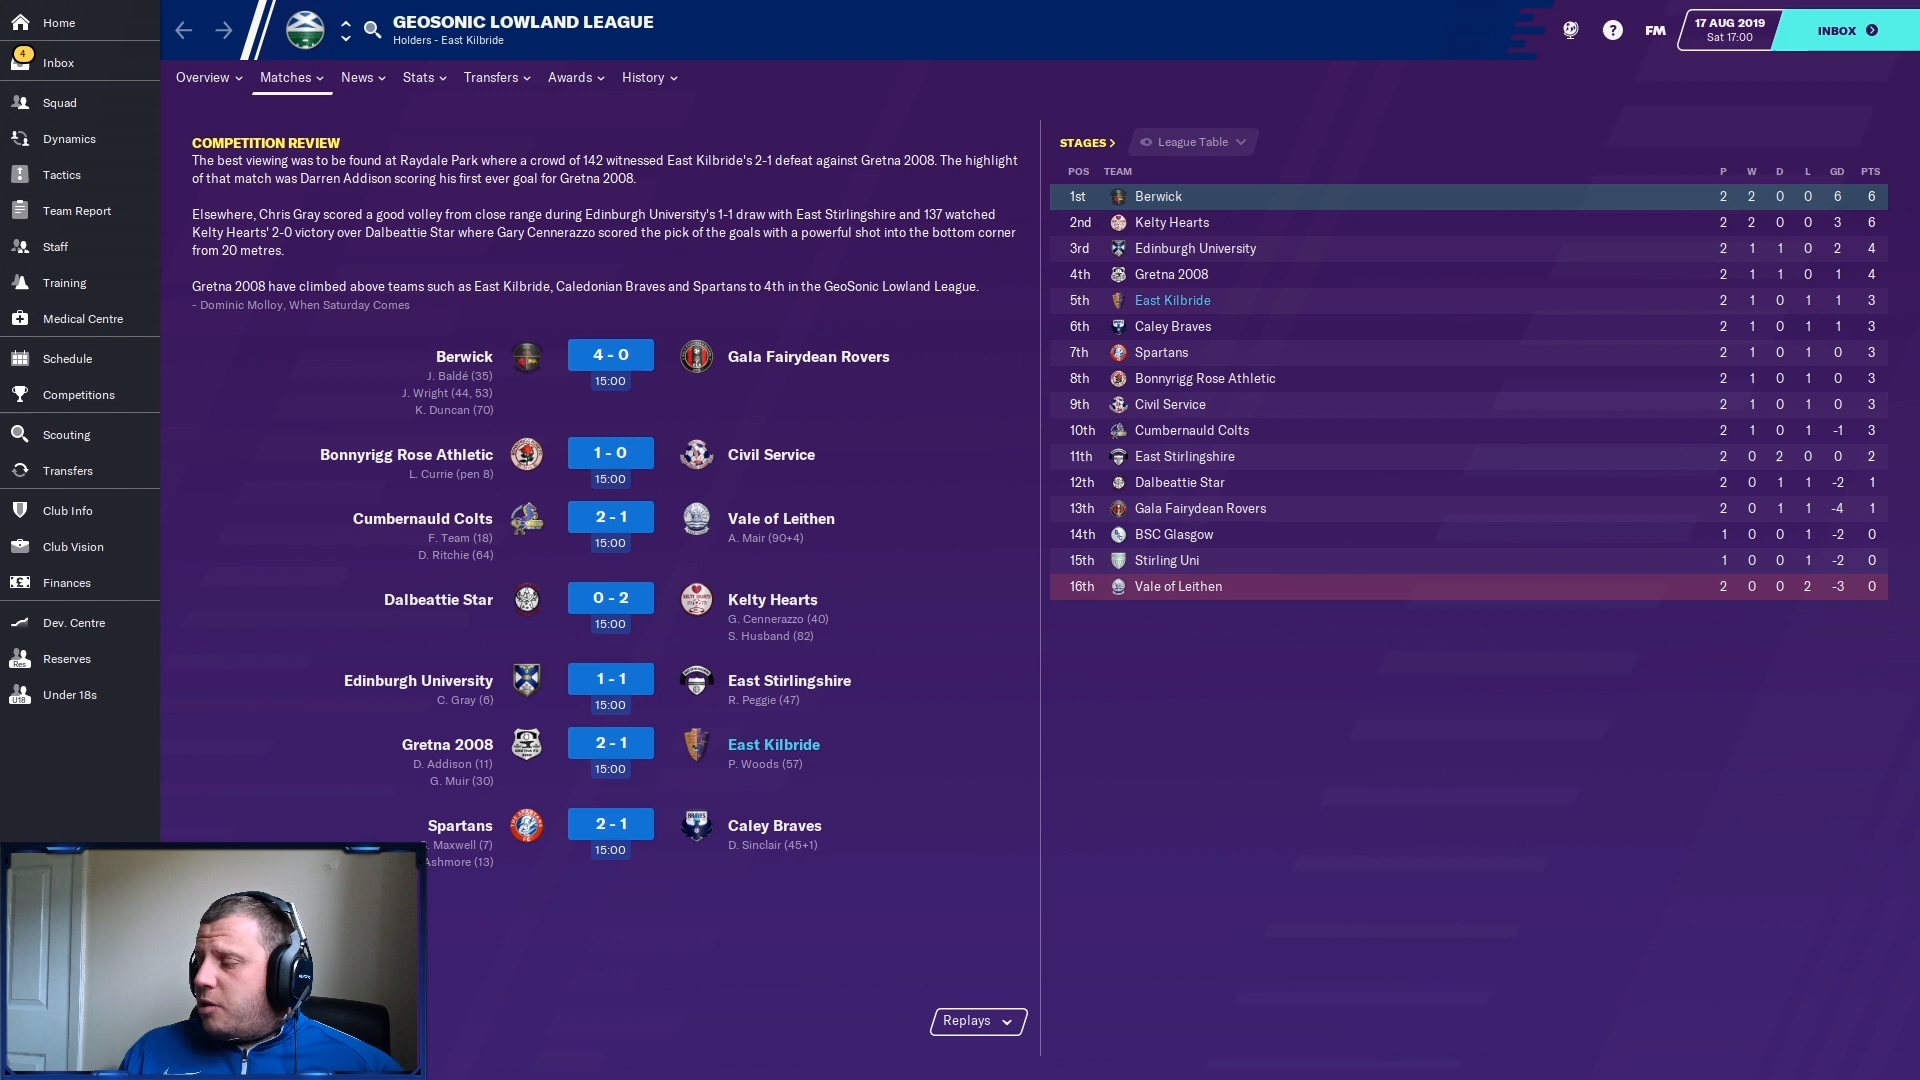 Home
4
Inbox
Squad
Dynamics
Tactics
Team Report
Staff
Training
Medical Centre
Schedule
Competitions
Scouting
Transfers
Club Info
Club Vision
Finances
Dev. Centre
Res
Reserves
U18
Under 18s
GEOSONIC LOWLAND LEAGUE
Holders - East Kilbride
?
FM
17 AUG 2019
Sat 17:00
INBOX
Overview Matches News Stats Transfers Awards History
COMPETITION REVIEW
The best viewing was to be found at Raydale Park where a crowd of 142 witnessed East Kilbride's 2-1 defeat against Gretna 2008. The highlight
of that match was Darren Addison scoring his first ever goal for Gretna 2008.
Elsewhere, Chris Gray scored a good volley from close range during Edinburgh University's 1-1 draw with East Stirlingshire and 137 watched
Kelty Hearts' 2-0 victory over Dalbeattie Star where Gary Cennerazzo scored the pick of the goals with a powerful shot into the bottom corner
from 20 metres.
Gretna 2008 have climbed above teams such as East Kilbride, Caledonian Braves and Spartans to 4th in the GeoSonic Lowland League.
- Dominic Molloy, When Saturday Comes
Berwick 4 - 0 Gala Fairydean Rovers
J. Baldé (35) 15:00
J. Wright (44, 53)
K. Duncan (70)
Bonnyrigg Rose Athletic 1 - 0 Civil Service
L. Currie (pen 8) 15:00
Cumbernauld Colts 2 - 1 Vale of Leithen
F. Team (18) 15:00 A. Mair (90+4)
D. Ritchie (64)
Dalbeattie Star 0 - 2 Kelty Hearts
15:00 G. Cennerazzo (40)
S. Husband (82)
Edinburgh University 1 - 1 East Stirlingshire
C. Gray (6) 15:00 R. Peggie (47)
Gretna 2008 2 - 1 East Kilbride
D. Addison (11) 15:00 P. Woods (57)
G. Muir (30)
Spartans 2 - 1 Caley Braves
Maxwell (7) 15:00 D. Sinclair (45+1)
Ashmore (13)
Replays
STAGES > League Table
POS TEAM P W D L GD PTS
1st Berwick 2 2 0 0 6 6
2nd Kelty Hearts 2 2 0 0 3 6
3rd Edinburgh University 2 1 1 0 2 4
4th Gretna 2008 2 1 1 0 1 4
5th East Kilbride 2 1 0 1 1 3
6th Caley Braves 2 1 0 1 1 3
7th Spartans 2 1 0 1 0 3
8th Bonnyrigg Rose Athletic 2 1 0 1 0 3
9th Civil Service 2 1 0 1 0 3
10th Cumbernauld Colts 2 1 0 1 -1 3
11th East Stirlingshire 2 0 2 0 0 2
12th Dalbeattie Star 2 0 1 1 -2 1
13th Gala Fairydean Rovers 2 0 1 1 -4 1
14th BSC Glasgow 1 0 0 1 -2 0
15th Stirling Uni 1 0 0 1 -2 0
16th Vale of Leithen 2 0 0 2 -3 0